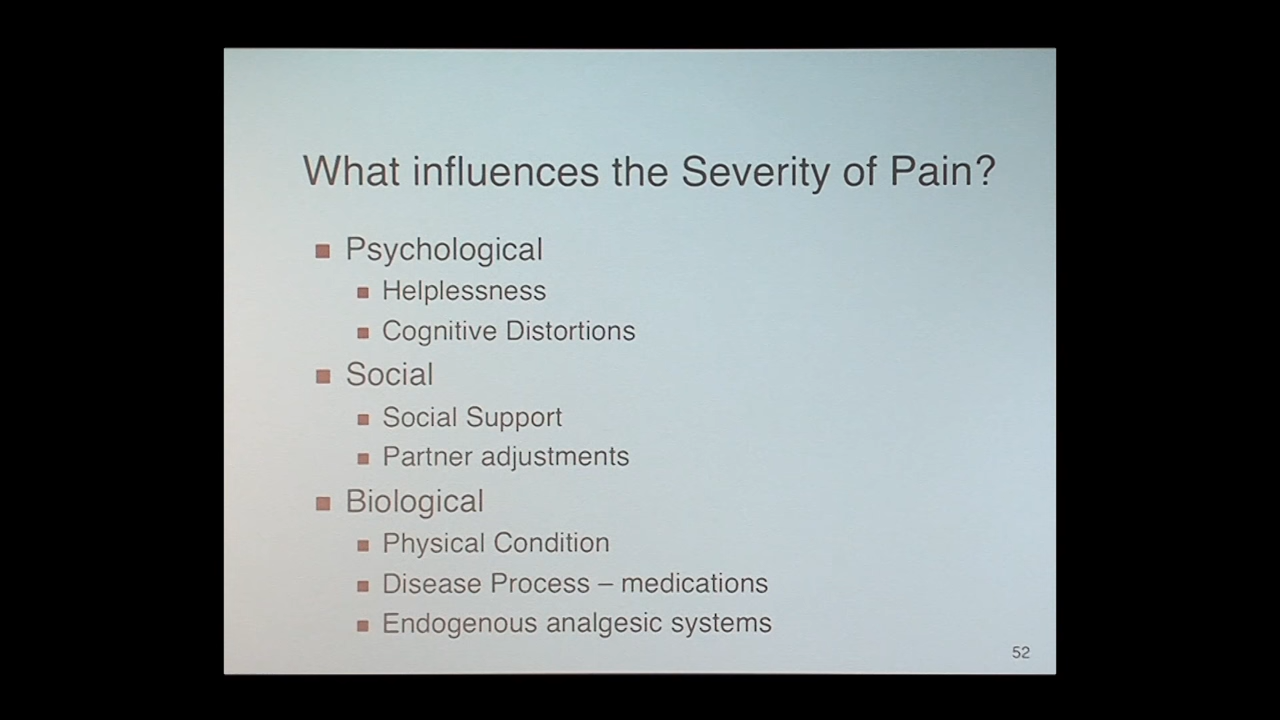 What influences the Severity of Pain?
Psychological
Helplessness
Cognitive Distortions
Social
Social Support
Partner adjustments
Biological
Physical Condition
Disease Process – medications
Endogenous analgesic systems
52